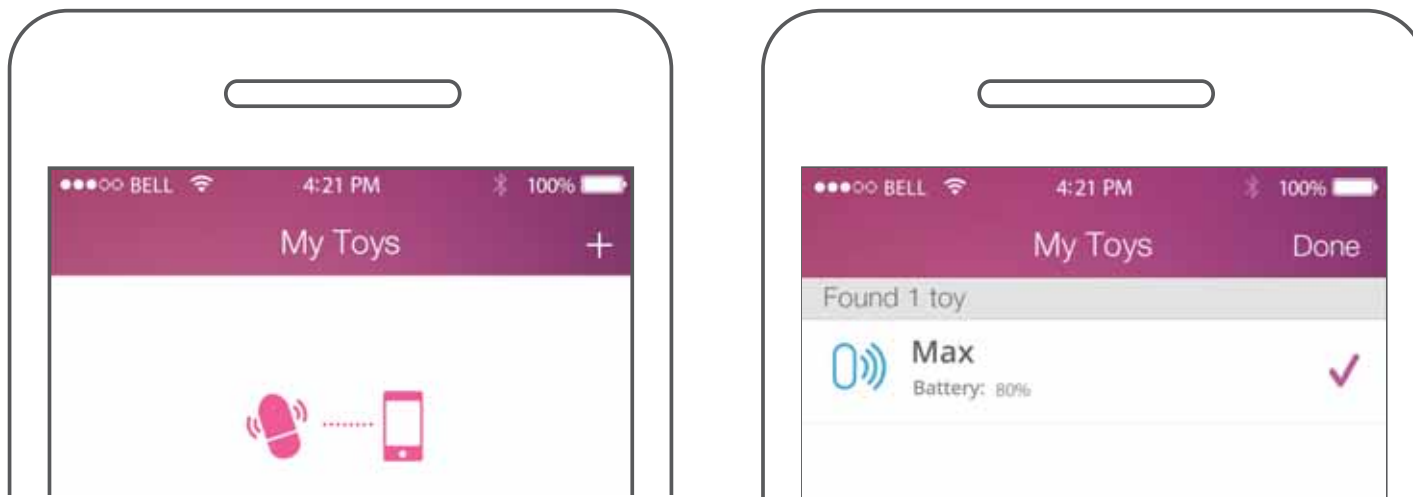 BELL 4:21 PM 100%
My Toys +
BELL 4:21 PM 100%
My Toys Done
Found 1 toy
Max
Battery: 80%